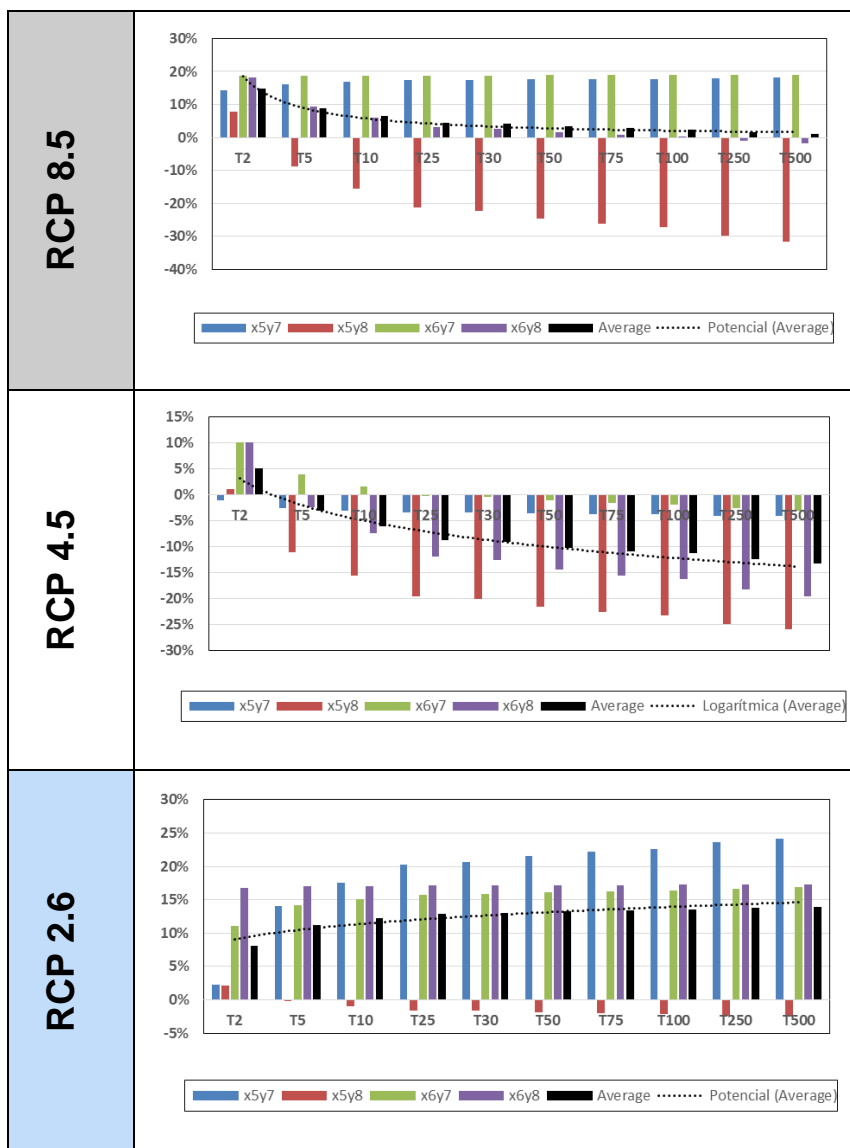 RCP 8.5
30%
20%
10%
0%
-10%
-20%
-30%
-40%
T2 T5 T10 T25 T30 T50 T75 T100 T250 T500
x5y7 x5y8 x6y7 x6y8 Average Potencial (Average)
RCP 4.5
15%
10%
5%
0%
-5%
-10%
-15%
-20%
-25%
-30%
T2 T5 T10 T25 T30 T50 T75 T100 T250 T500
x5y7 x5y8 x6y7 x6y8 Average Logarítmica (Average)
RCP 2.6
30%
25%
20%
15%
10%
5%
0%
-5%
T2 T5 T10 T25 T30 T50 T75 T100 T250 T500
x5y7 x5y8 x6y7 x6y8 Average Potencial (Average)